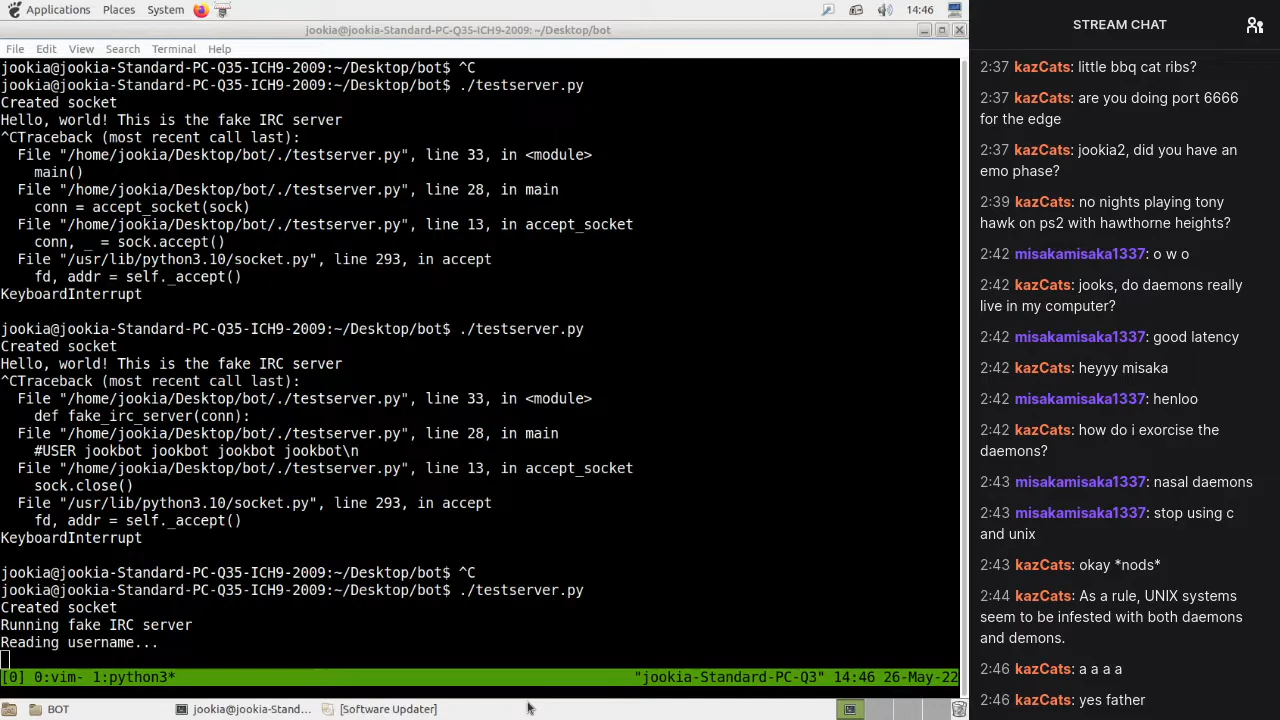 Applications Places System 14:46
jookia@jookia-Standard-PC-Q35-ICH9-2009: ~/Desktop/bot
File Edit View Search Terminal Help
jookia@jookia-Standard-PC-Q35-ICH9-2009:~/Desktop/bot$ ^C
jookia@jookia-Standard-PC-Q35-ICH9-2009:~/Desktop/bot$ ./testserver.py
Created socket
Hello, world! This is the fake IRC server
^CTraceback (most recent call last):
  File "/home/jookia/Desktop/bot/./testserver.py", line 33, in <module>
    main()
  File "/home/jookia/Desktop/bot/./testserver.py", line 28, in main
    conn = accept_socket(sock)
  File "/home/jookia/Desktop/bot/./testserver.py", line 13, in accept_socket
    conn, _ = sock.accept()
  File "/usr/lib/python3.10/socket.py", line 293, in accept
    fd, addr = self._accept()
KeyboardInterrupt
jookia@jookia-Standard-PC-Q35-ICH9-2009:~/Desktop/bot$ ./testserver.py
Created socket
Hello, world! This is the fake IRC server
^CTraceback (most recent call last):
  File "/home/jookia/Desktop/bot/./testserver.py", line 33, in <module>
    def fake_irc_server(conn):
  File "/home/jookia/Desktop/bot/./testserver.py", line 28, in main
    #USER jookbot jookbot jookbot jookbot\n
  File "/home/jookia/Desktop/bot/./testserver.py", line 13, in accept_socket
    sock.close()
  File "/usr/lib/python3.10/socket.py", line 293, in accept
    fd, addr = self._accept()
KeyboardInterrupt
jookia@jookia-Standard-PC-Q35-ICH9-2009:~/Desktop/bot$ ^C
jookia@jookia-Standard-PC-Q35-ICH9-2009:~/Desktop/bot$ ./testserver.py
Created socket
Running fake IRC server
Reading username...
[0] 0:vim- 1:python3* "jookia-Standard-PC-Q3" 14:46 26-May-22
BOT jookia@jookia-Stand... [Software Updater]
STREAM CHAT
2:37 kazCats: little bbq cat ribs?
2:37 kazCats: are you doing port 6666
for the edge
2:37 kazCats: jookia2, did you have an
emo phase?
2:39 kazCats: no nights playing tony
hawk on ps2 with hawthorne heights?
2:42 misakamisaka1337: o w o
2:42 kazCats: jooks, do daemons really
live in my computer?
2:42 misakamisaka1337: good latency
2:42 kazCats: heyyy misaka
2:42 misakamisaka1337: henloo
2:42 kazCats: how do i exorcise the
daemons?
2:43 misakamisaka1337: nasal daemons
2:43 misakamisaka1337: stop using c
and unix
2:43 kazCats: okay *nods*
2:44 kazCats: As a rule, UNIX systems
seem to be infested with both daemons
and demons.
2:46 kazCats: a a a a
2:46 kazCats: yes father